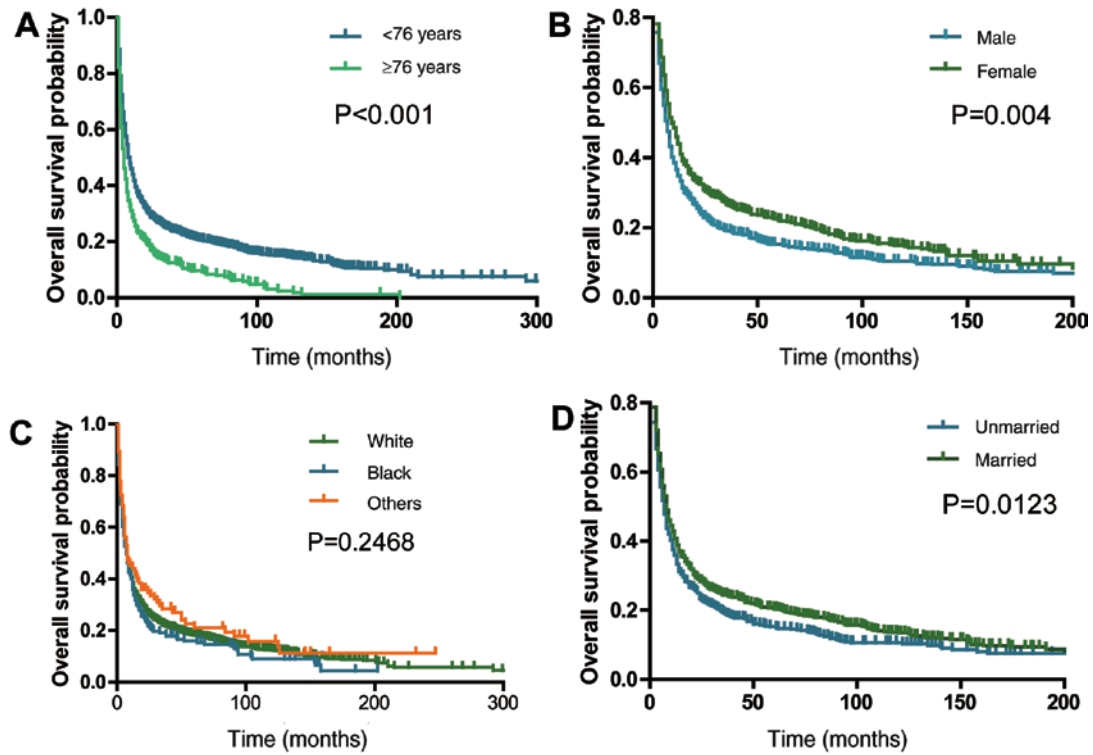 A
Overall survival probability
1.0
0.8
0.6
0.4
0.2
0.0
0
100
200
300
Time (months)
<76 years
≥76 years
P<0.001
B
Overall survival probability
0.8
0.6
0.4
0.2
0.0
0
50
100
150
200
Time (months)
Male
Female
P=0.004
C
Overall survival probability
1.0
0.8
0.6
0.4
0.2
0.0
0
100
200
300
Time (months)
White
Black
Others
P=0.2468
D
Overall survival probability
0.8
0.6
0.4
0.2
0.0
0
50
100
150
200
Time (months)
Unmarried
Married
P=0.0123